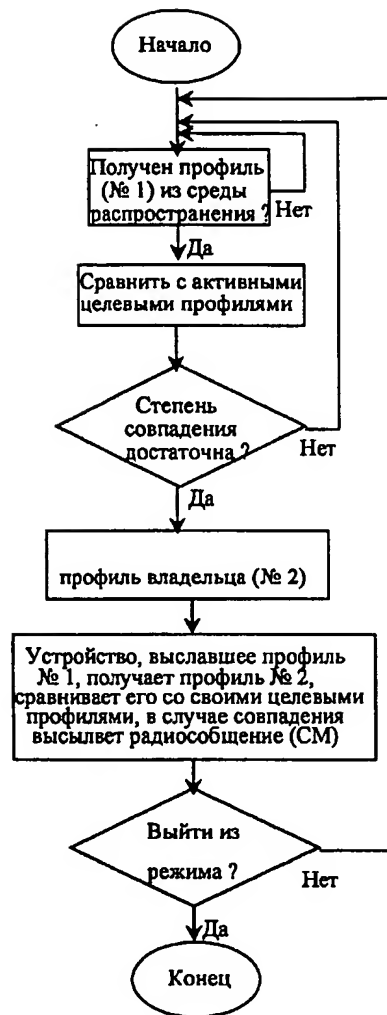 Начало
Получен профиль
(№ 1) из среды
распространения ?
Нет
Да
Сравнить с активными
целевыми профилями
Степень
совпадения
достаточна ?
Нет
Да
профиль владельца (№ 2)
Устройство, выславшее профиль
№ 1, получает профиль № 2,
сравнивает его со своими целевыми
профилями, в случае совпадения
высылвет радиосообщение (СМ)
Выйти из
режима ?
Нет
Да
Конец